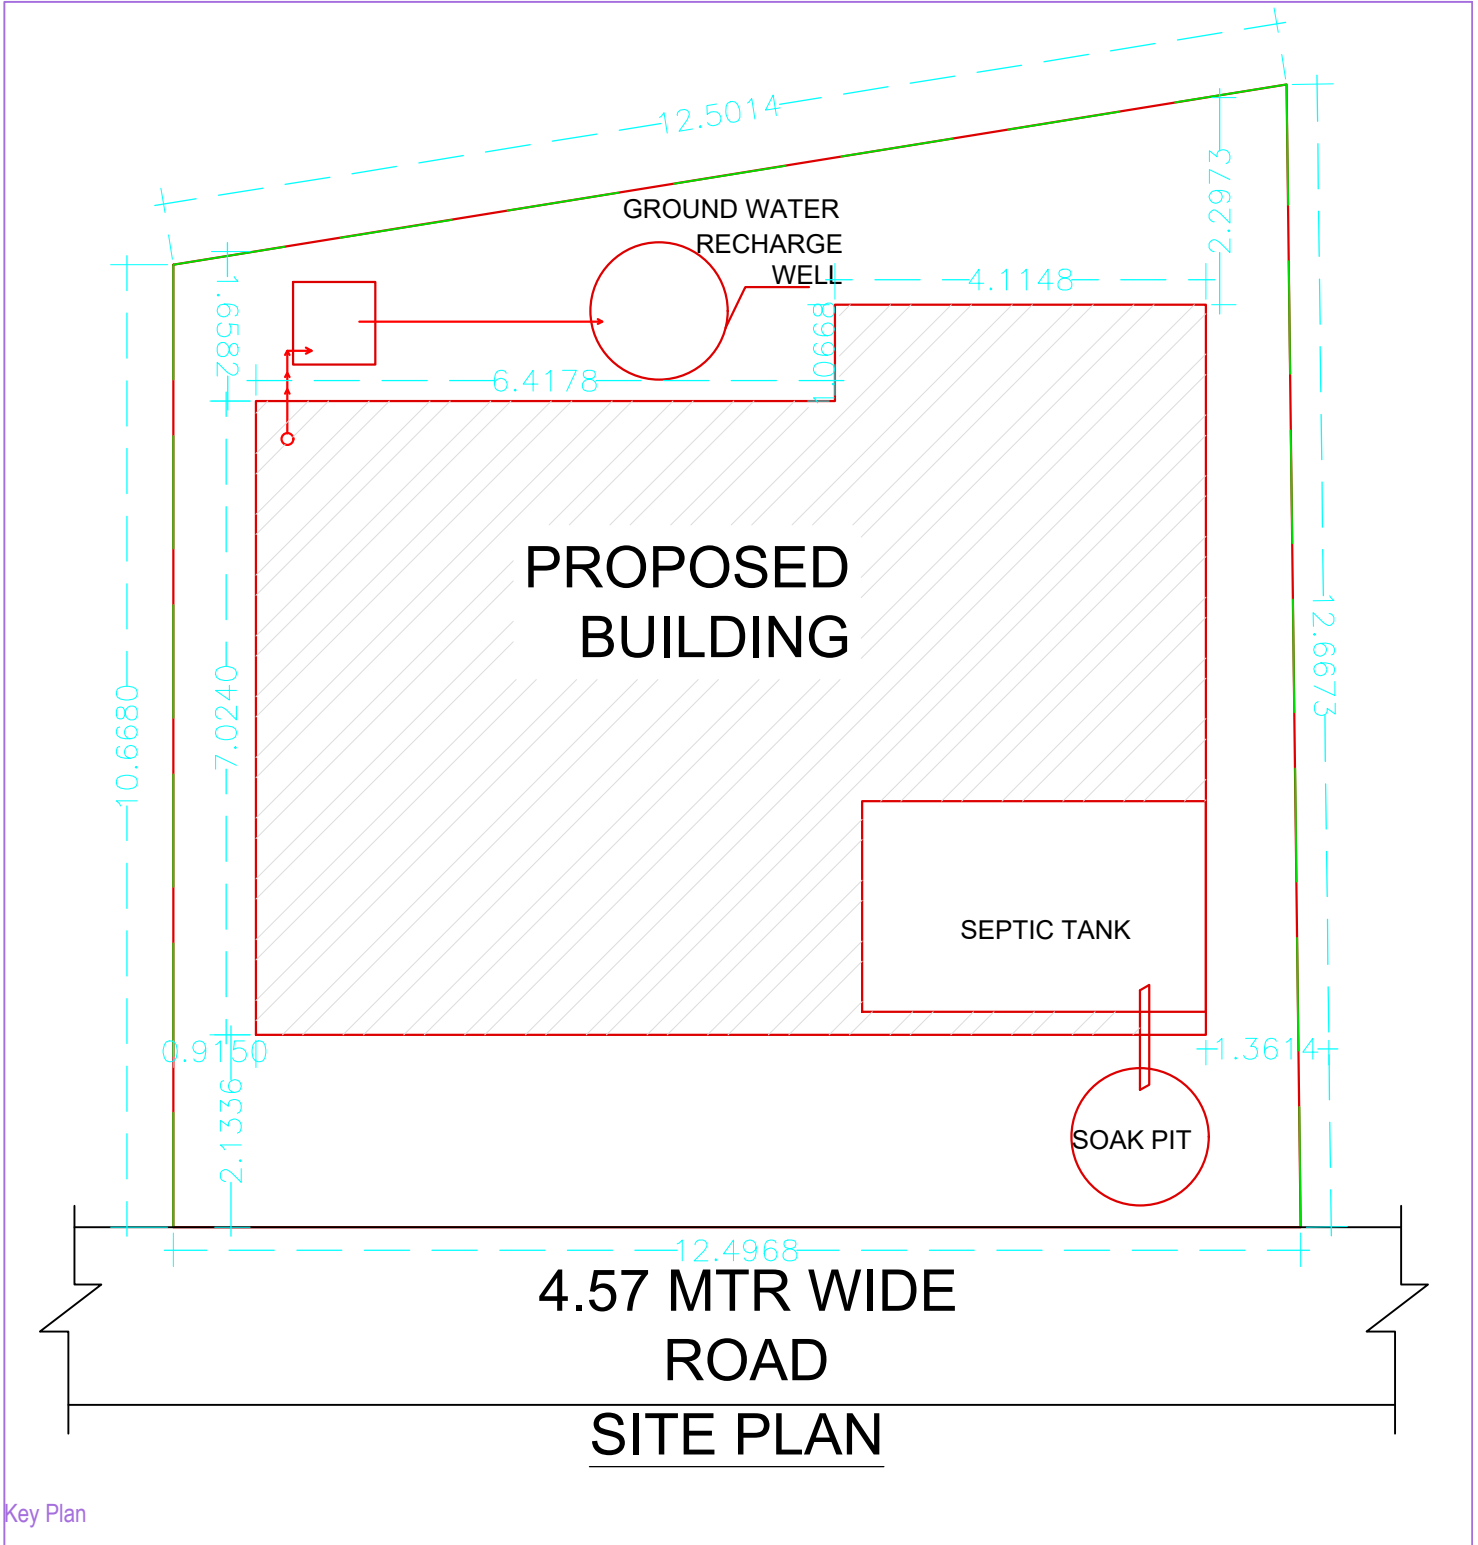 12.5014
2.2973
GROUND WATER
RECHARGE
WELL
4.1148
1.6582
1.0668
6.4178
PROPOSED
BUILDING
12.6673
10.6680
7.0240
SEPTIC TANK
0.9150
1.3614
2.1336
SOAK PIT
12.4968
4.57 MTR WIDE
ROAD
SITE PLAN
Key Plan